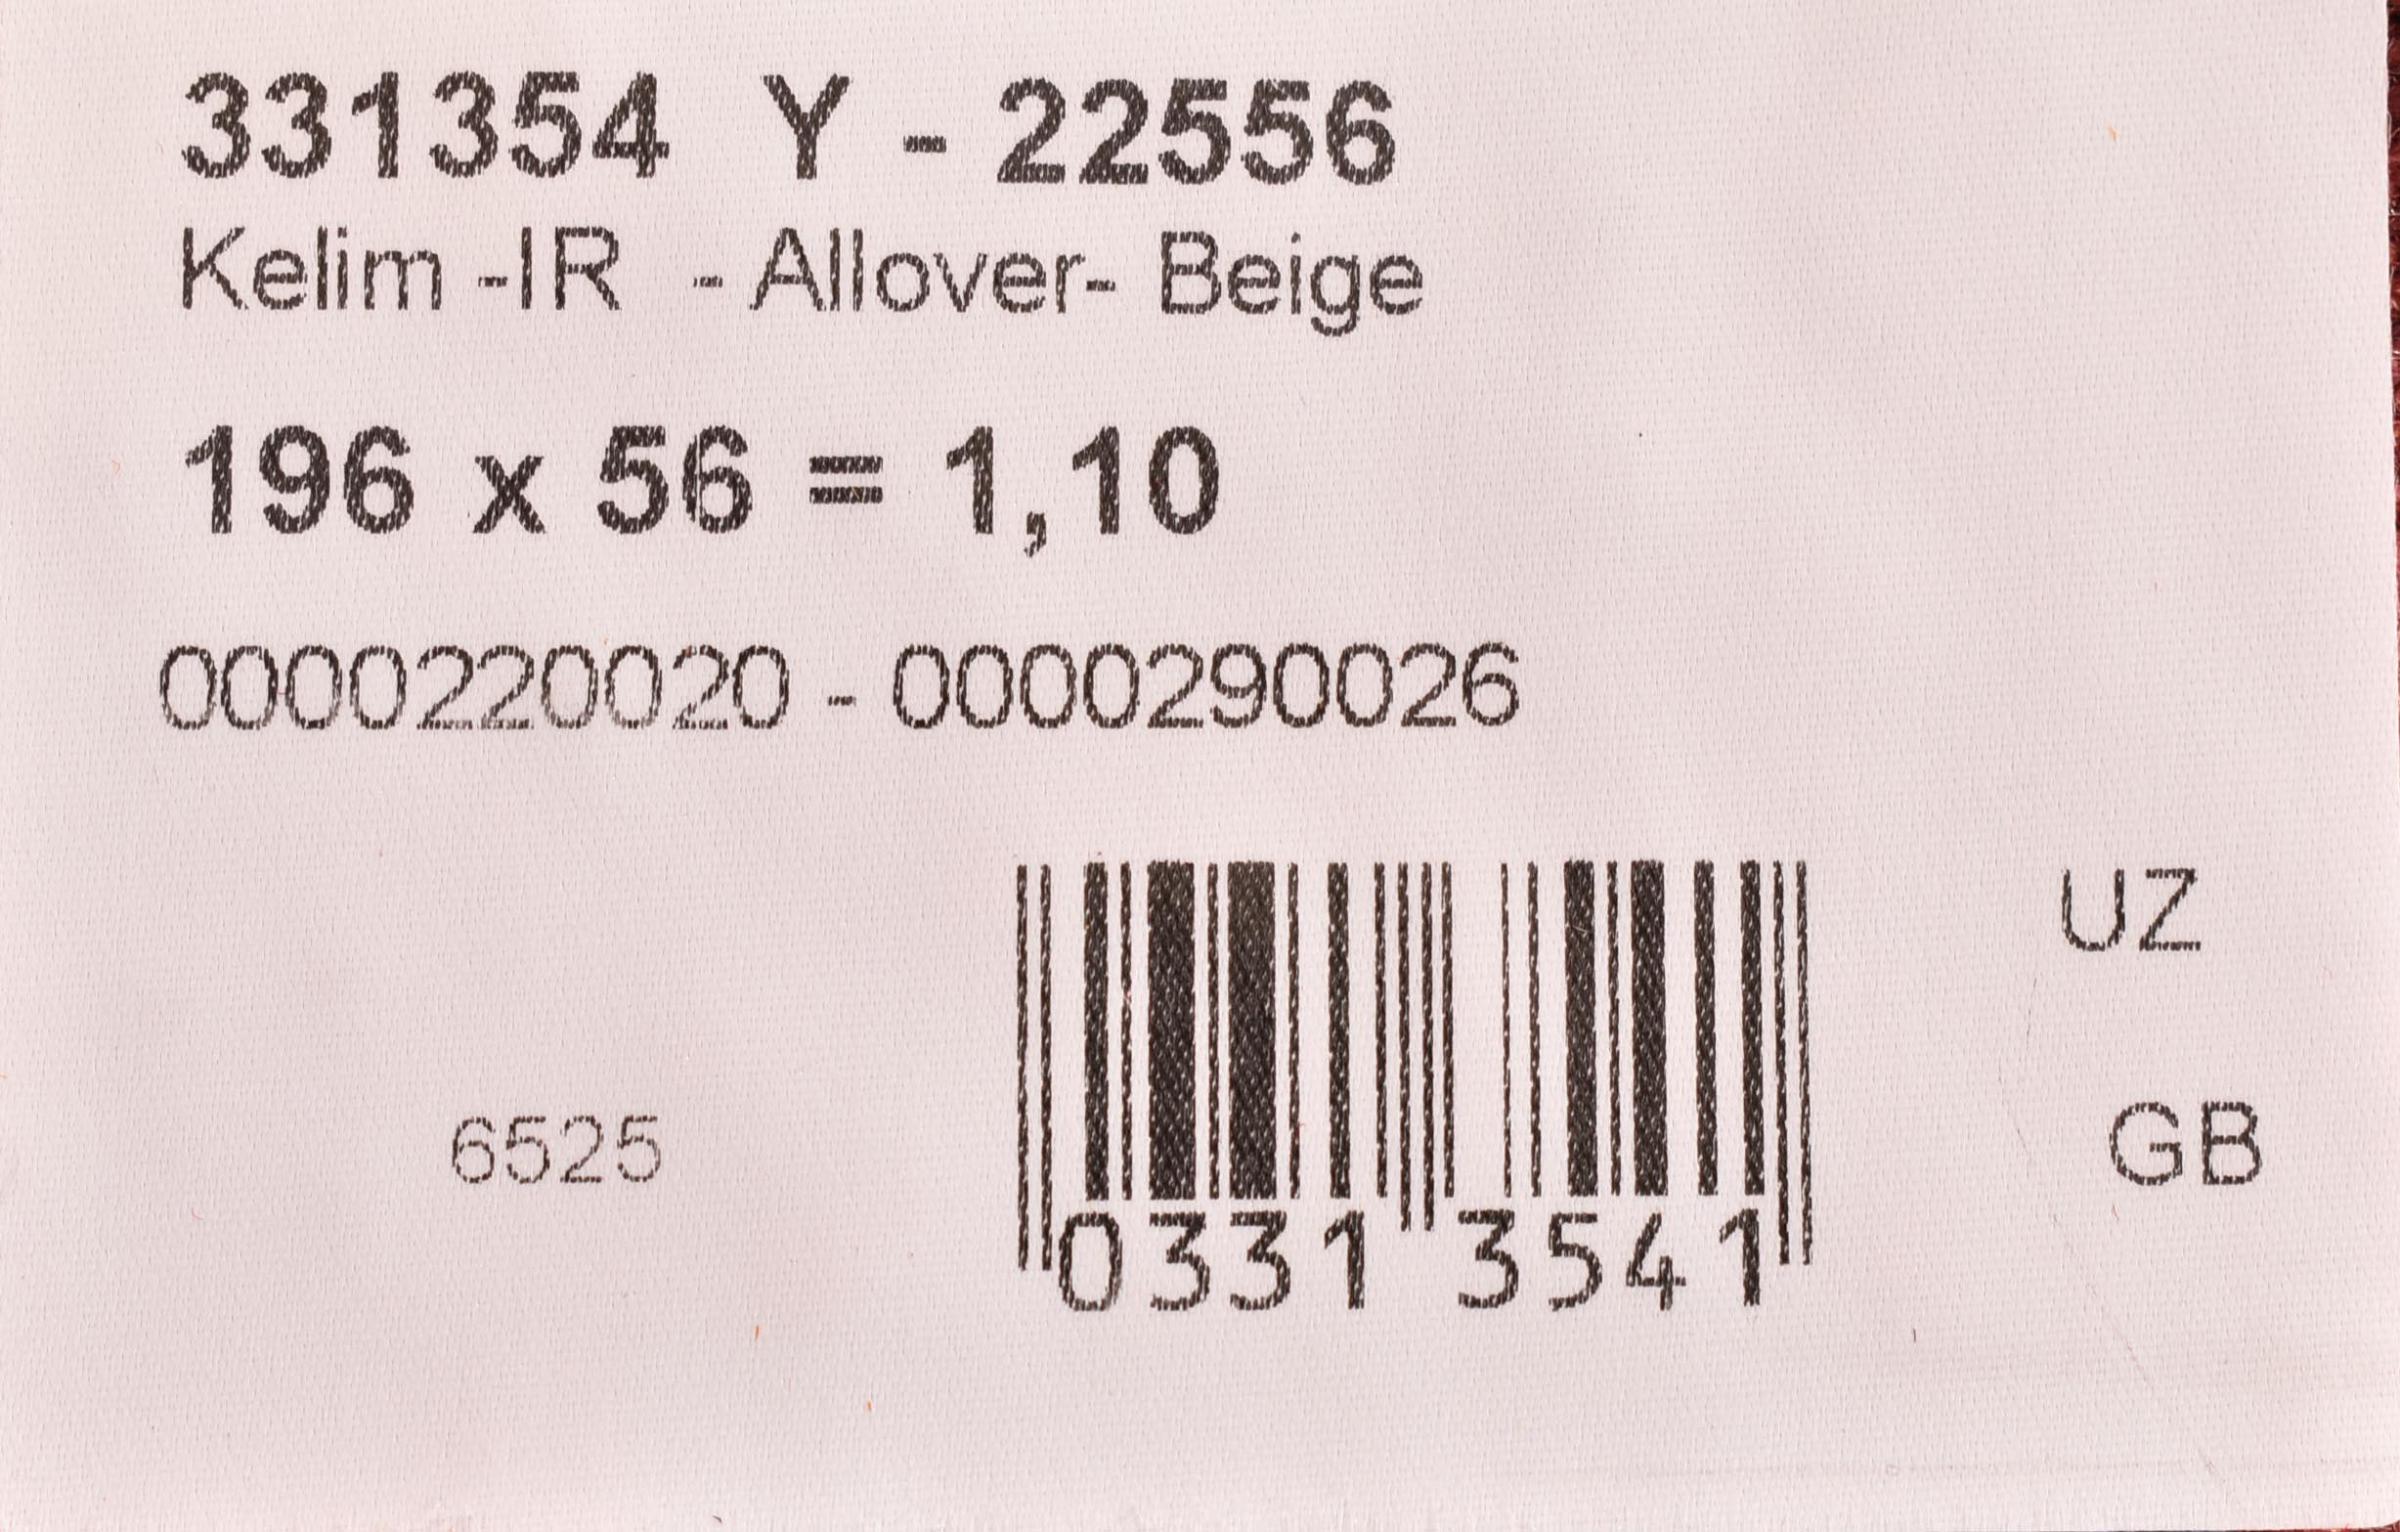 331354 Y - 22556
Kelim -IR - Allover- Beige
196 x 56 = 1,10
0000220020 - 0000290026
UZ
6525
GB
0331 3541